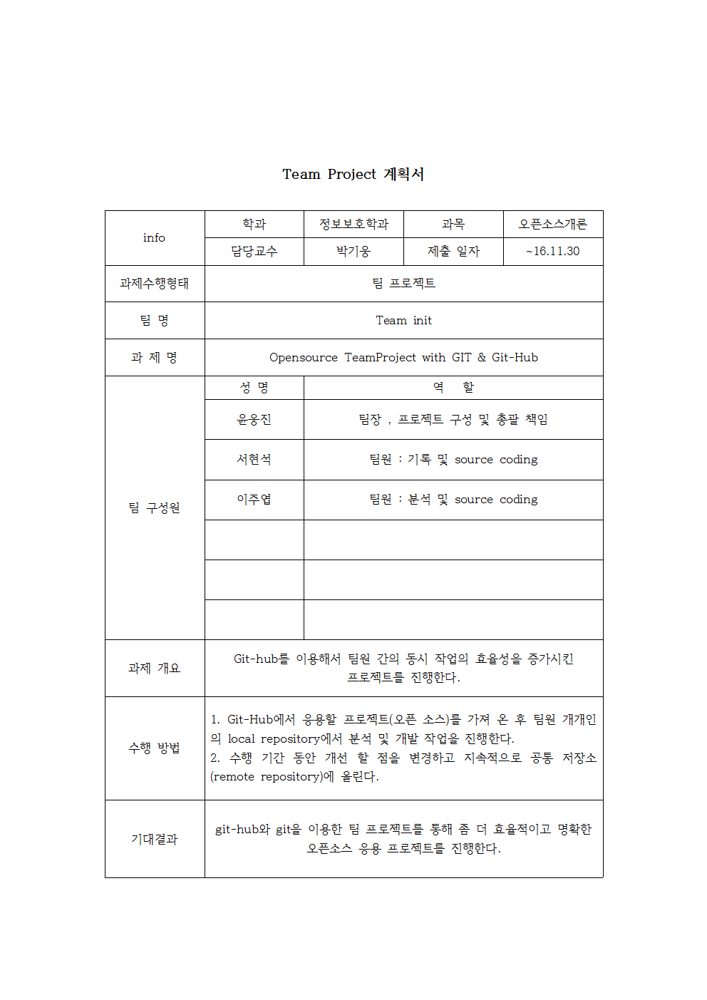 Team Project 계획서
info 학과 정보보호학과 과목 오픈소스개론
담당교수 박기웅 제출 일자 ~16.11.30
과제수행형태 팀 프로젝트
팀 명 Team init
과 제 명 Opensource TeamProject with GIT & Git-Hub
팀 구성원 성 명 역 할
윤웅진 팀장 , 프로젝트 구성 및 총괄 책임
서현석 팀원 : 기록 및 source coding
이주엽 팀원 : 분석 및 source coding
과제 개요 Git-hub를 이용해서 팀원 간의 동시 작업의 효율성을 증가시킨
프로젝트를 진행한다.
수행 방법 1. Git-Hub에서 응용할 프로젝트(오픈 소스)를 가져 온 후 팀원 개개인
의 local repository에서 분석 및 개발 작업을 진행한다.
2. 수행 기간 동안 개선 할 점을 변경하고 지속적으로 공통 저장소
(remote repository)에 올린다.
기대결과 git-hub와 git을 이용한 팀 프로젝트를 통해 좀 더 효율적이고 명확한
오픈소스 응용 프로젝트를 진행한다.